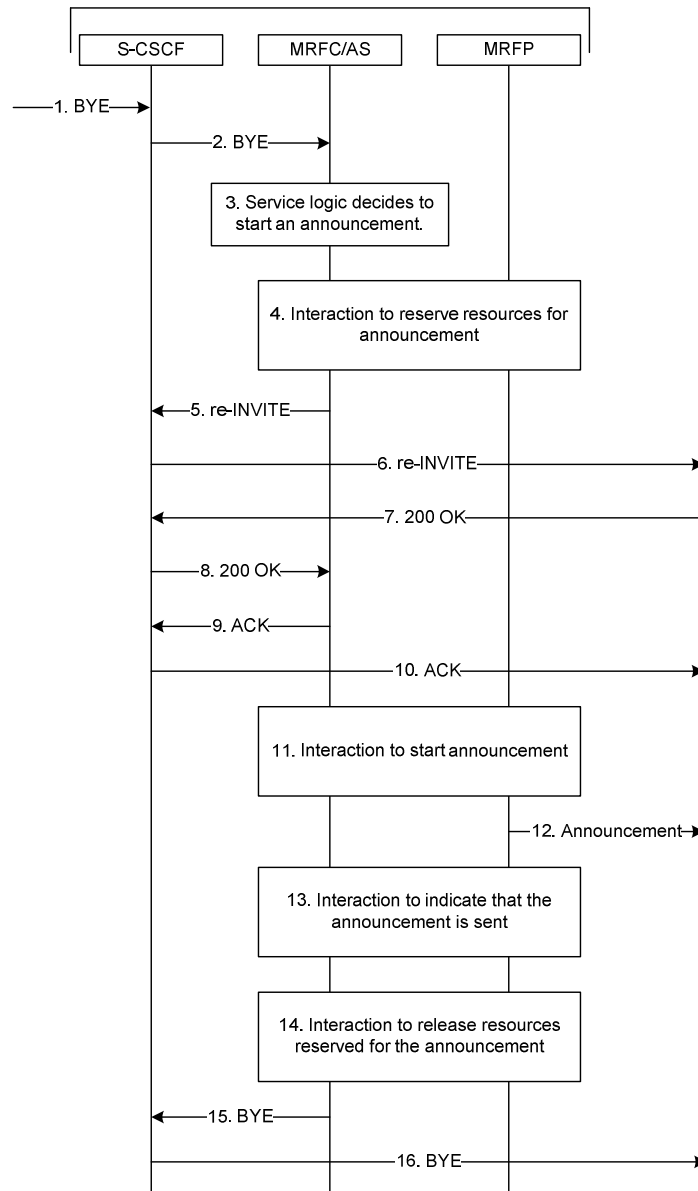 S-CSCF
MRFC/AS
MRFP
1. BYE
2. BYE
3. Service logic decides to
start an announcement.
4. Interaction to reserve resources for
announcement
5. re-INVITE
6. re-INVITE
7. 200 OK
8. 200 OK
9. ACK
10. ACK
11. Interaction to start announcement
12. Announcement
13. Interaction to indicate that the
announcement is sent
14. Interaction to release resources
reserved for the announcement
15. BYE
16. BYE